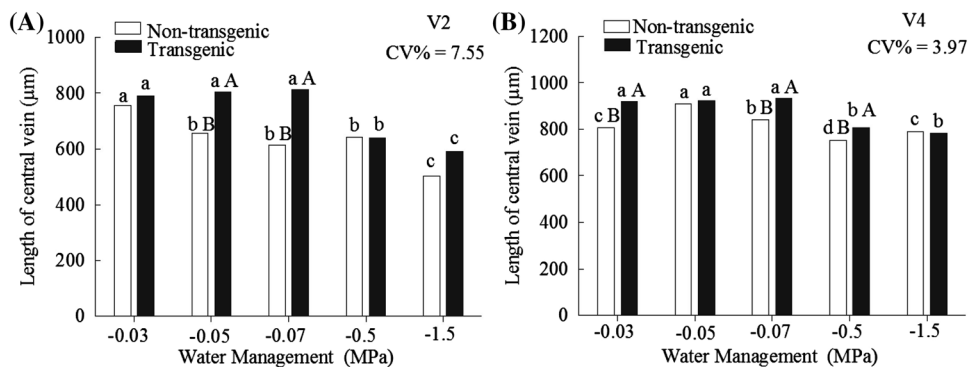 (A)
V2
Non-transgenic
Transgenic
CV% = 7.55
Length of central vein (µm)
1000
800
600
400
200
0
a a
b B a A
b B a A
b b
c c
-0.03 -0.05 -0.07 -0.5 -1.5
Water Management (MPa)
(B)
V4
Non-transgenic
Transgenic
CV% = 3.97
Length of central vein (µm)
1200
1000
800
600
400
200
0
c B a A
a a
b B a A
d B b A
c b
-0.03 -0.05 -0.07 -0.5 -1.5
Water Management (MPa)